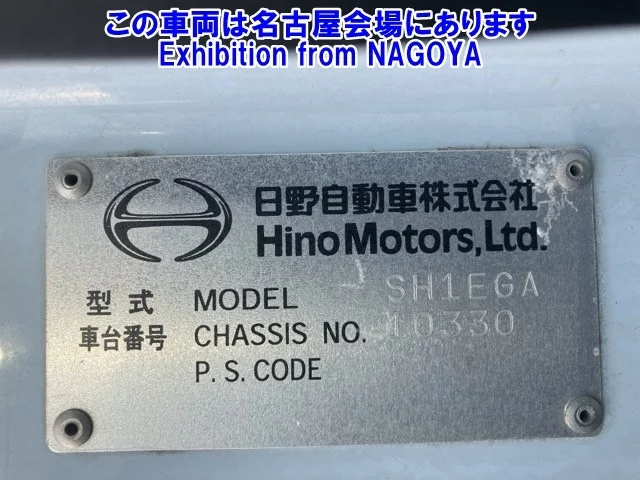 この車両は名古屋会場にあります
Exhibition from NAGOYA
日野自動車株式会社
Hino Motors, Ltd.
型式 MODEL SH1EGA
車台番号 CHASSIS NO. 10330
P. S. CODE